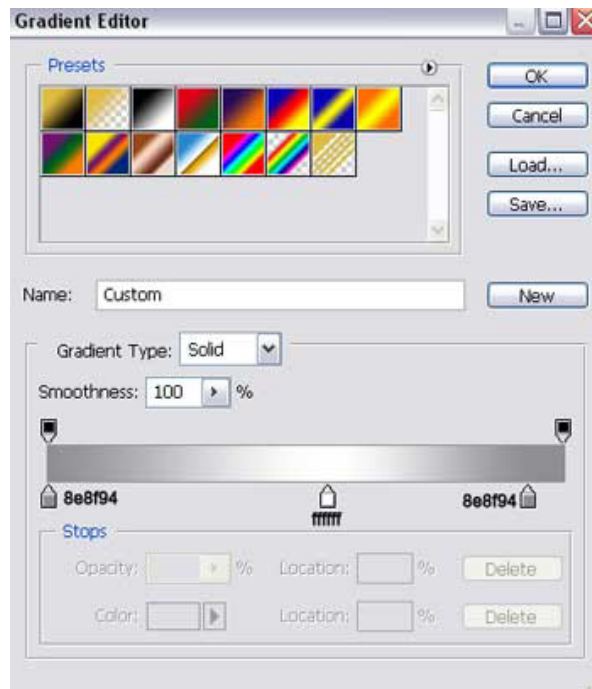 Gradient Editor
Presets
OK
Cancel
Load...
Save...
Name: Custom
New
Gradient Type: Solid
Smoothness: 100 %
8e8f94 ffffff 8e8f94
Stops
Opacity: % Location: % Delete
Color: Location: % Delete